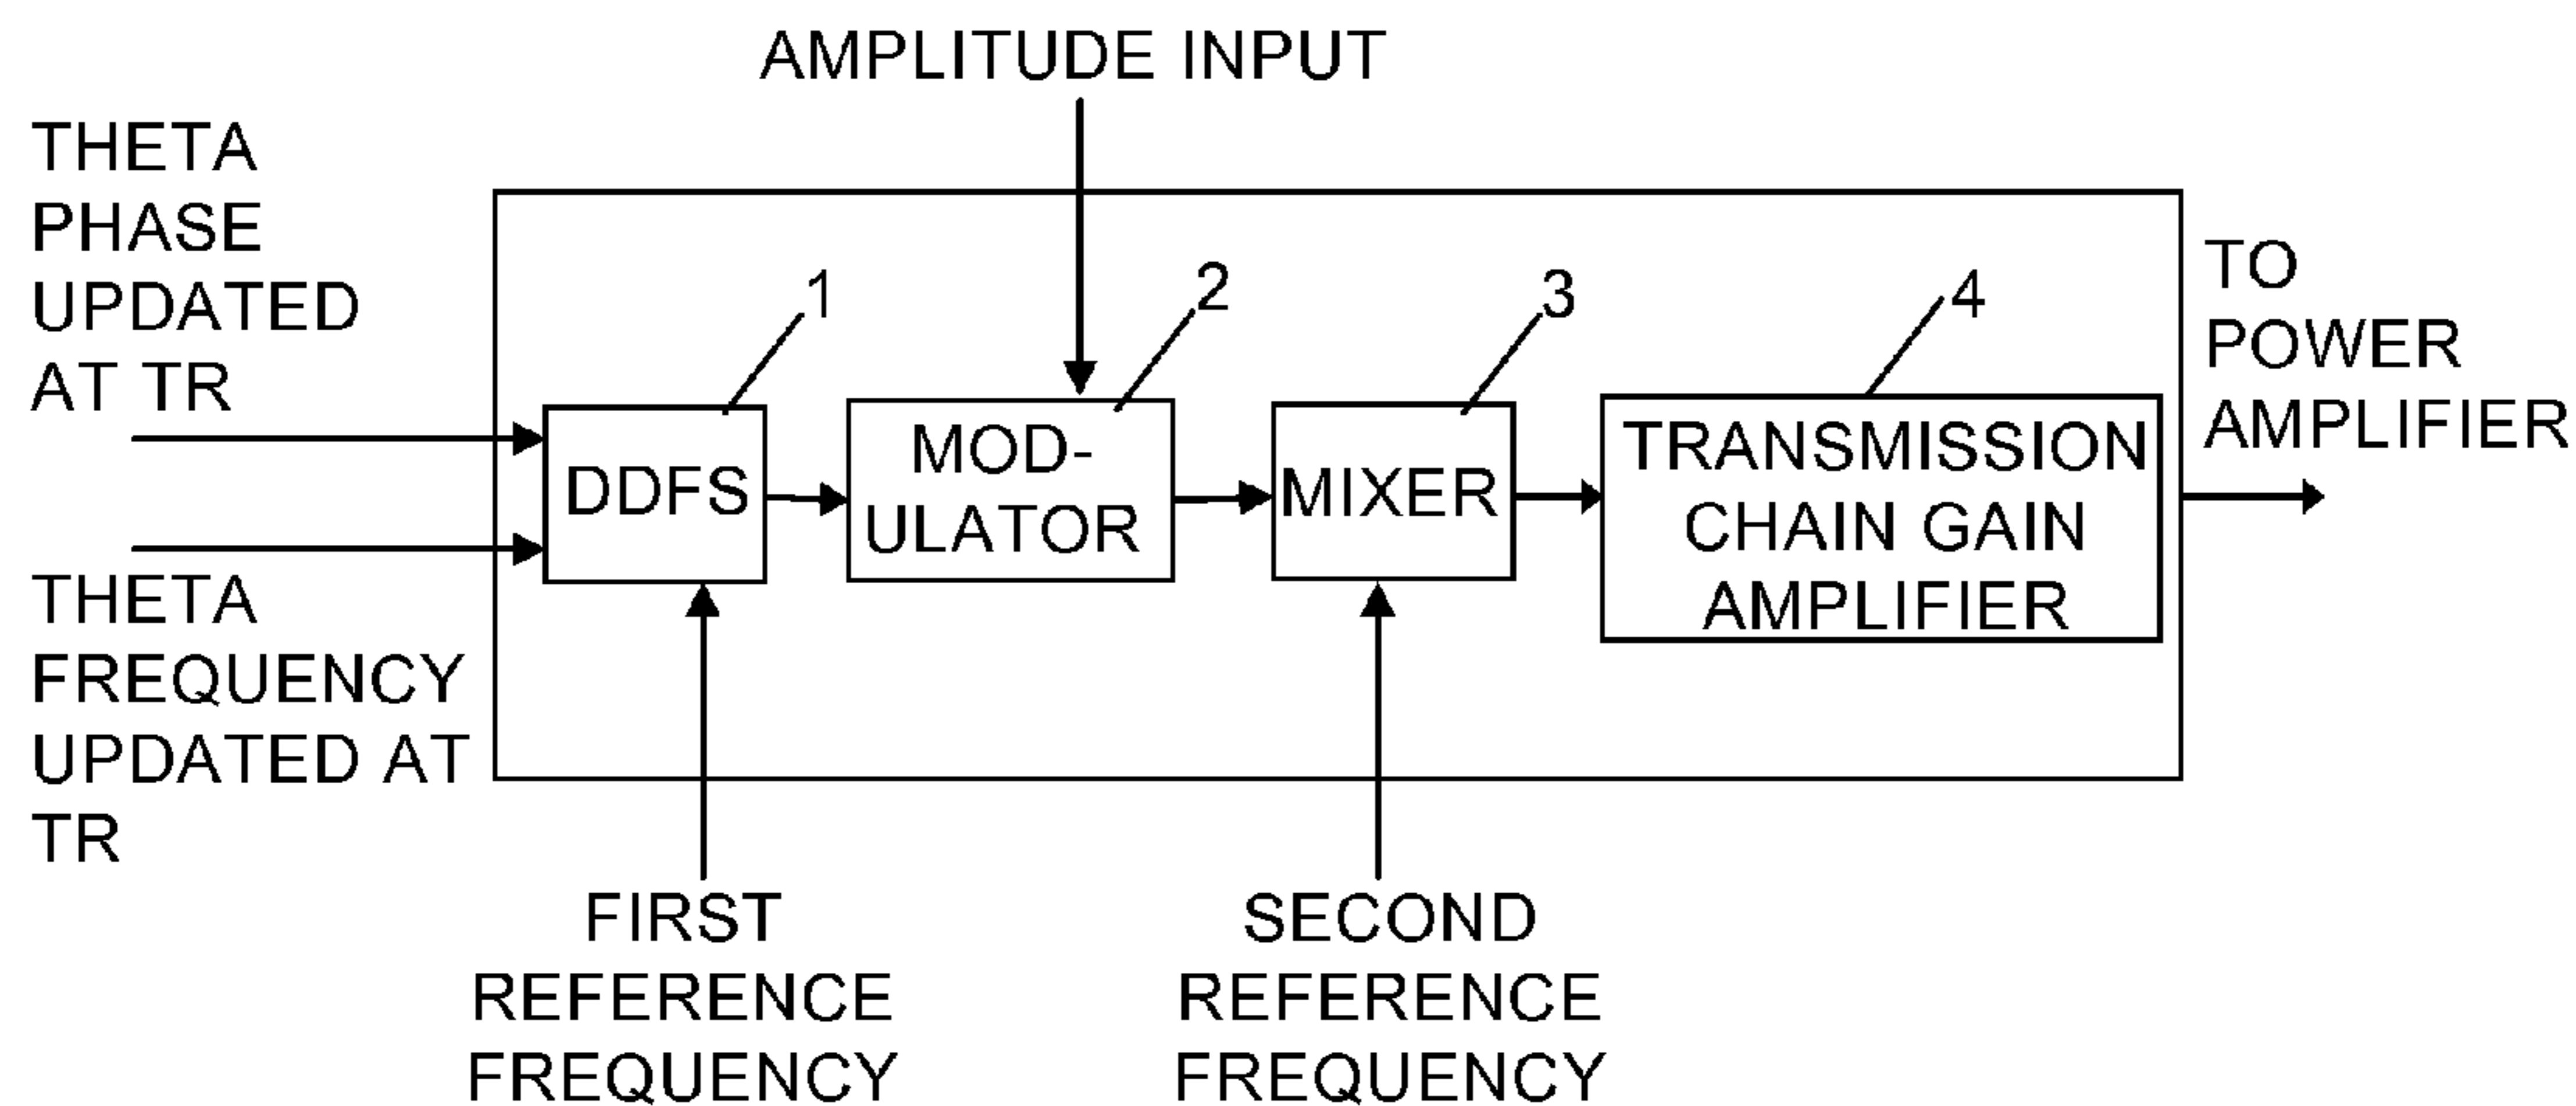 AMPLITUDE INPUT
THETA
PHASE
UPDATED
AT TR
1
2
3
4
TO
POWER
AMPLIFIER
DDFS
MOD-
ULATOR
MIXER
TRANSMISSION
CHAIN GAIN
AMPLIFIER
THETA
FREQUENCY
UPDATED AT
TR
FIRST
REFERENCE
FREQUENCY
SECOND
REFERENCE
FREQUENCY